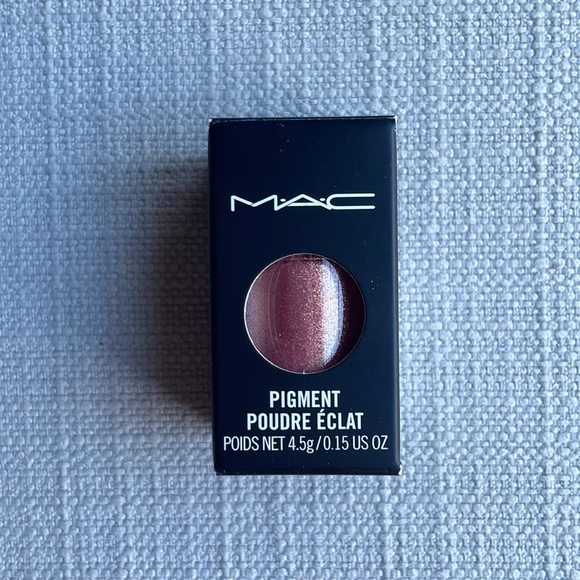 M·A·C
PIGMENT
POUDRE ÉCLAT
POIDS NET 4.5g/0.15 US OZ